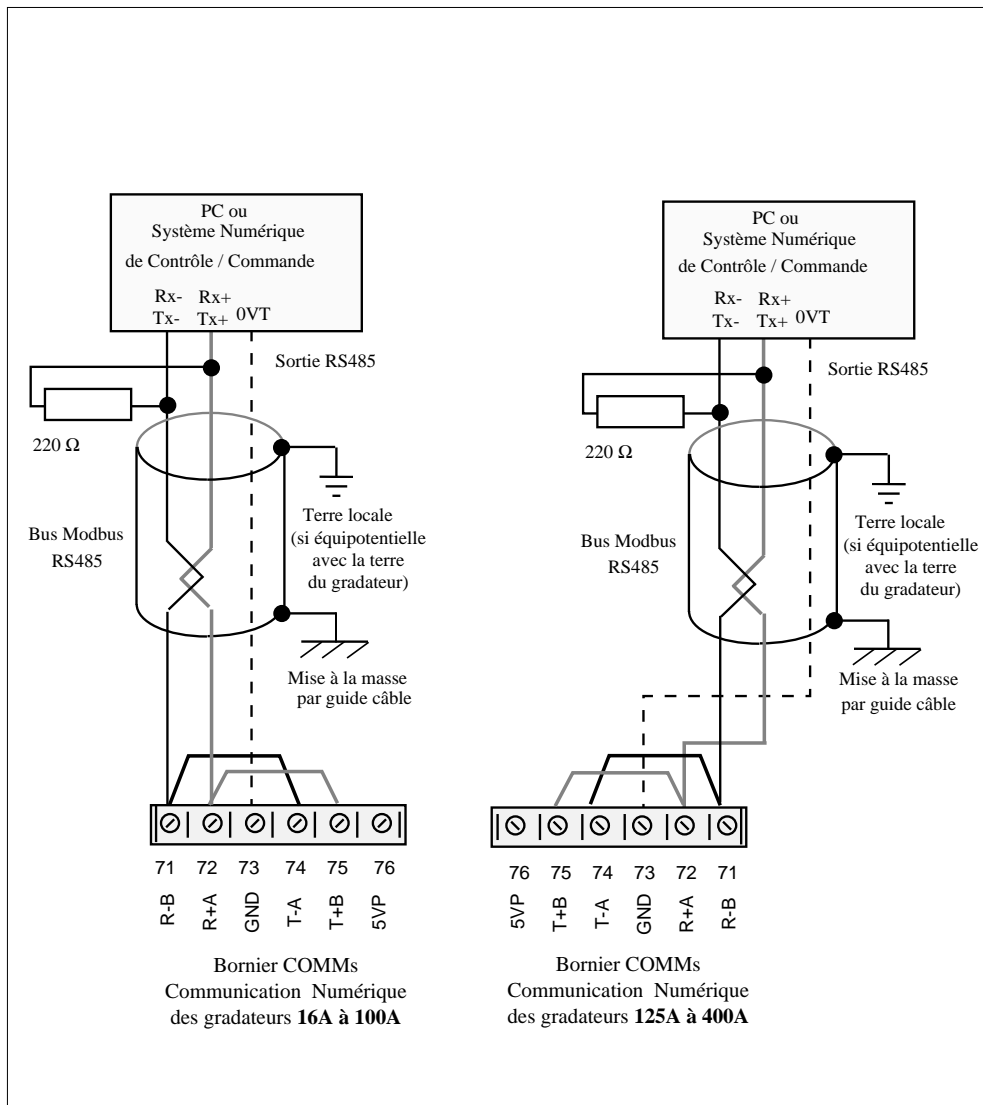 PC ou
Système Numérique
de Contrôle / Commande
Rx- Rx+
Tx- Tx+ 0VT
Sortie RS485
220 Ω
Bus Modbus
RS485
Terre locale
(si équipotentielle
avec la terre
du gradateur)
Mise à la masse
par guide câble
71 72 73 74 75 76
R-B R+A GND T-A T+B 5VP
Bornier COMMs
Communication Numérique
des gradateurs 16A à 100A
PC ou
Système Numérique
de Contrôle / Commande
Rx- Rx+
Tx- Tx+ 0VT
Sortie RS485
220 Ω
Bus Modbus
RS485
Terre locale
(si équipotentielle
avec la terre
du gradateur)
Mise à la masse
par guide câble
76 75 74 73 72 71
5VP T+B T-A GND R+A R-B
Bornier COMMs
Communication Numérique
des gradateurs 125A à 400A